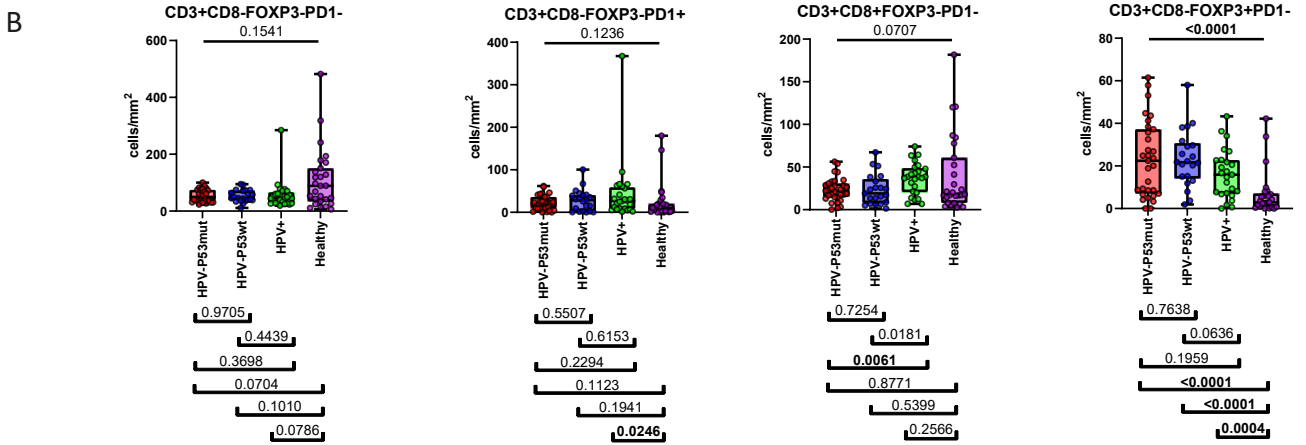 B
CD3+CD8-FOXP3-PD1-
0.1541
600
400
200
0
cells/mm²
HPV-P53mut
HPV-P53wt
HPV+
Healthy
0.9705
0.4439
0.3698
0.0704
0.1010
0.0786
CD3+CD8-FOXP3-PD1+
0.1236
400
300
200
100
0
cells/mm²
HPV-P53mut
HPV-P53wt
HPV+
Healthy
0.5507
0.6153
0.2294
0.1123
0.1941
0.0246
CD3+CD8+FOXP3-PD1-
0.0707
200
150
100
50
0
cells/mm²
HPV-P53mut
HPV-P53wt
HPV+
Healthy
0.7254
0.0181
0.0061
0.8771
0.5399
0.2566
CD3+CD8-FOXP3+PD1-
<0.0001
80
60
40
20
0
cells/mm²
HPV-P53mut
HPV-P53wt
HPV+
Healthy
0.7638
0.0636
0.1959
<0.0001
<0.0001
0.0004